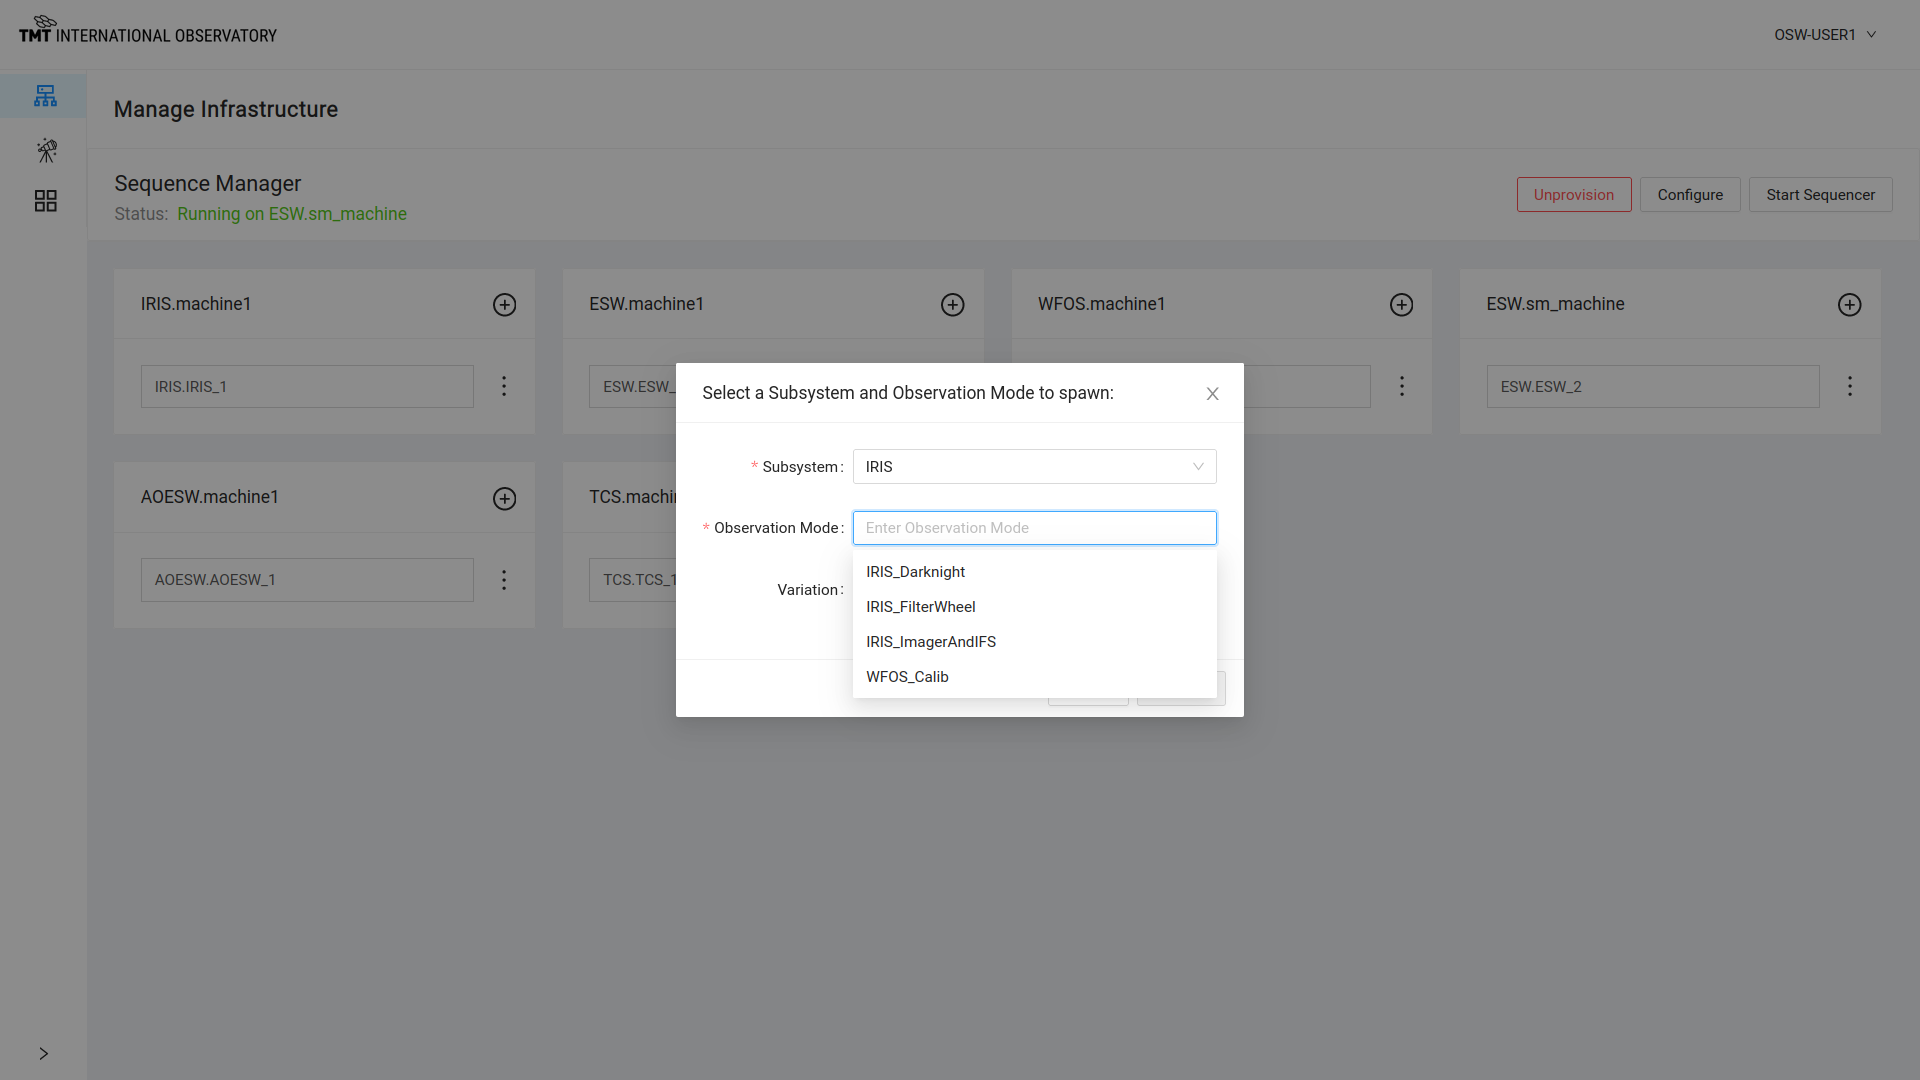 TMT INTERNATIONAL OBSERVATORY
OSW-USER1
Manage Infrastructure
Sequence Manager
Status: Running on ESW.sm_machine
Unprovision
Configure
Start Sequencer
IRIS.machine1
ESW.machine1
WFOS.machine1
ESW.sm_machine
IRIS.IRIS_1
ESW.ESW_
ESW.ESW_2
Select a Subsystem and Observation Mode to spawn:
* Subsystem: IRIS
* Observation Mode: Enter Observation Mode
IRIS_Darknight
IRIS_FilterWheel
IRIS_ImagerAndIFS
WFOS_Calib
Variation:
AOESW.machine1
TCS.machin
AOESW.AOESW_1
TCS.TCS_1